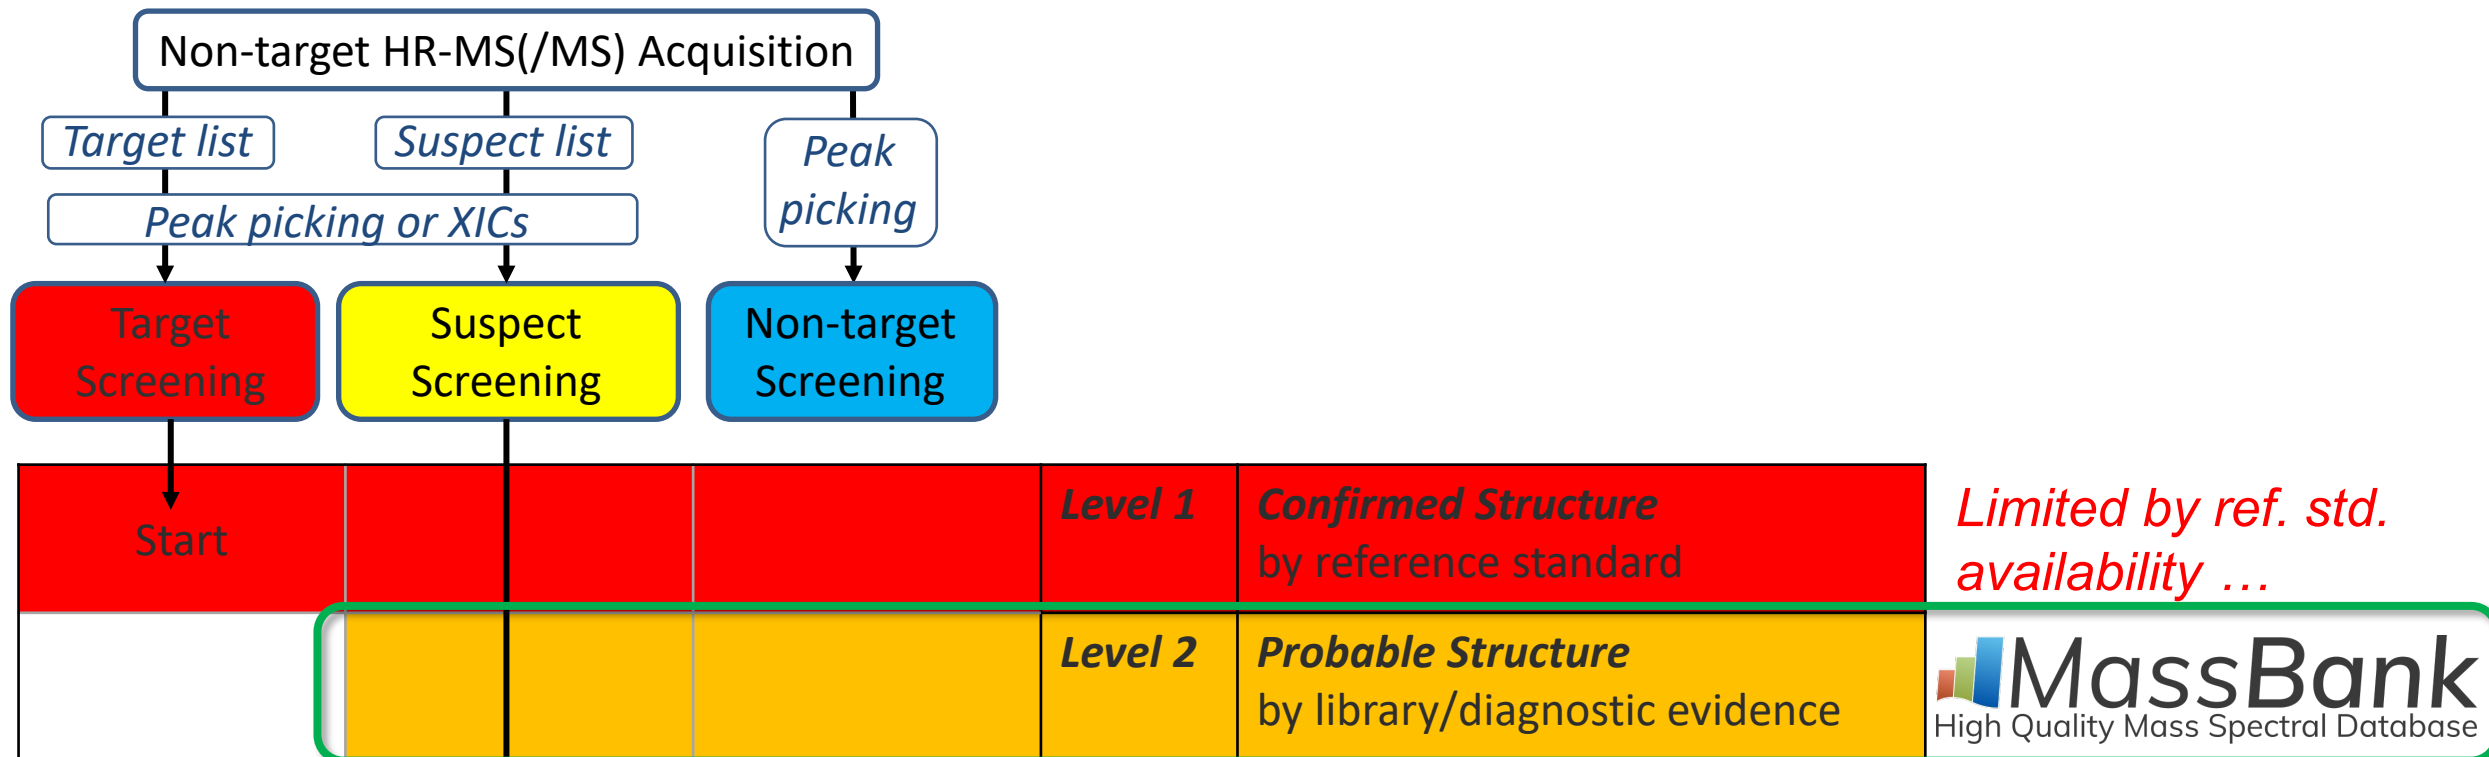 Non-target HR-MS(/MS) Acquisition
Target list
Suspect list
Peak
picking
Peak picking or XICs
Target
Screening
Suspect
Screening
Non-target
Screening
Start
Level 1
Confirmed Structure
by reference standard
Limited by ref. std.
availability …
Level 2
Probable Structure
by library/diagnostic evidence
MassBank
High Quality Mass Spectral Database